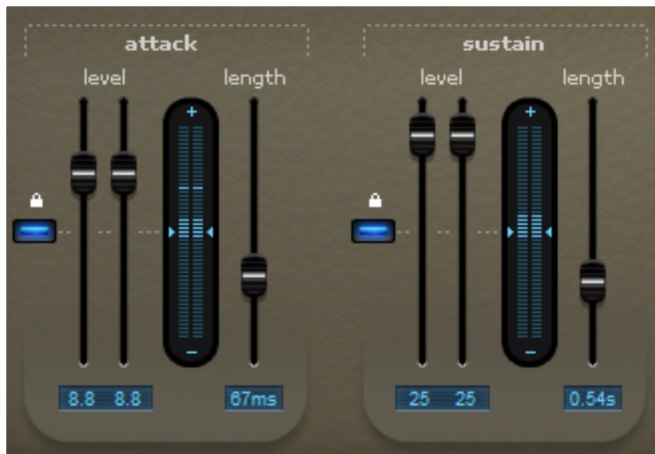 attack
level length
+
−
8.8 8.8 67ms
sustain
level length
+
−
25 25 0.54s